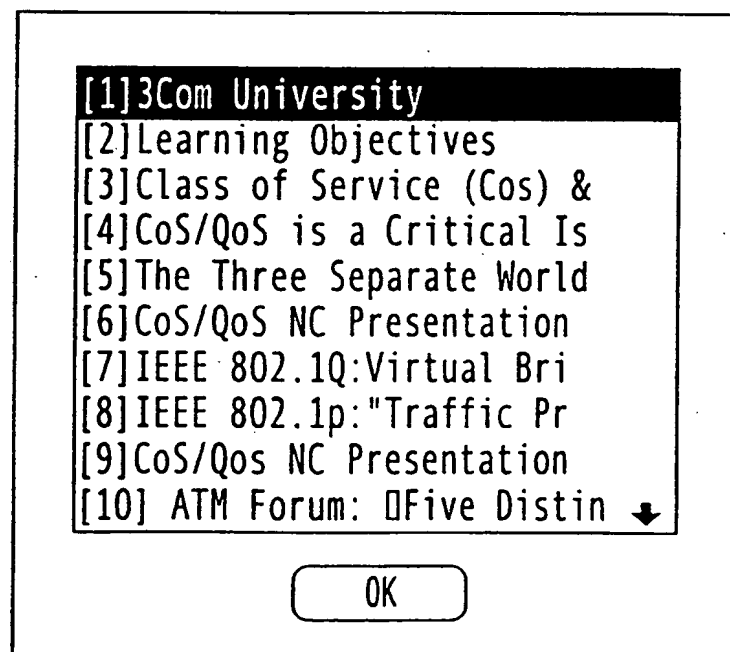 [1]3Com University
[2]Learning Objectives
[3]Class of Service (Cos) &
[4]CoS/QoS is a Critical Is
[5]The Three Separate World
[6]CoS/QoS NC Presentation
[7]IEEE 802.1Q:Virtual Bri
[8]IEEE 802.1p:"Traffic Pr
[9]CoS/Qos NC Presentation
[10] ATM Forum: ▯Five Distin
OK